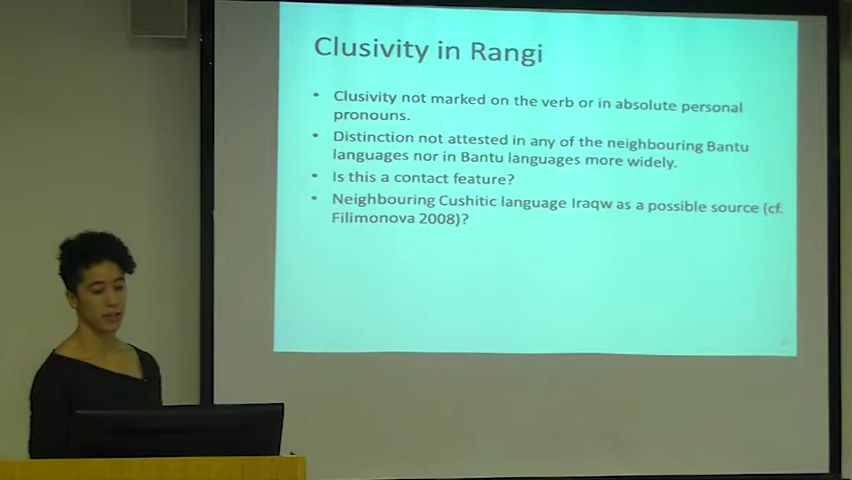 Clusivity in Rangi
• Clusivity not marked on the verb or in absolute personal
pronouns.
• Distinction not attested in any of the neighbouring Bantu
languages nor in Bantu languages more widely.
• Is this a contact feature?
• Neighbouring Cushitic language Iraqw as a possible source (cf.
Filimonova 2008)?